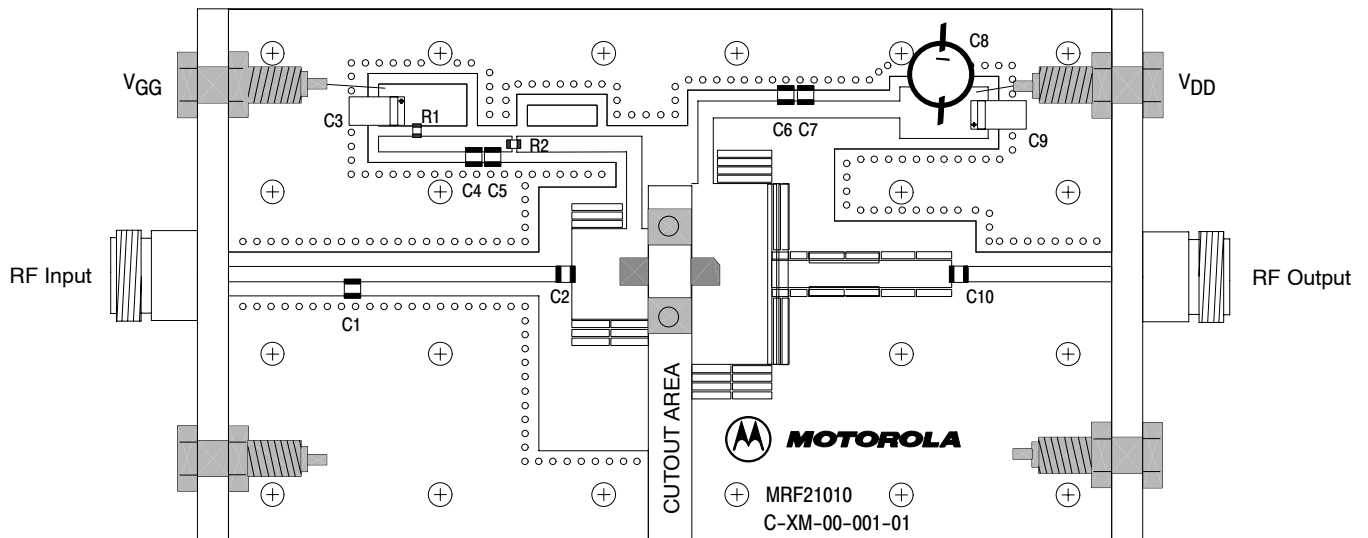 C8
VGG
VDD
C3
R1
C6 C7
C9
R2
C4 C5
RF Input
C2
C10
RF Output
C1
CUTOUT AREA
MOTOROLA
MRF21010
C-XM-00-001-01